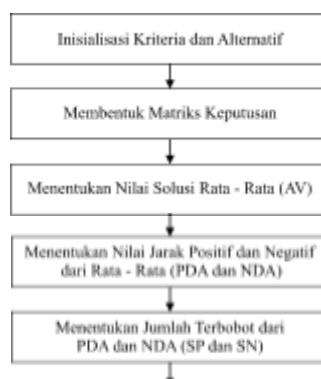 Inisialisasi Kriteria dan Alternatif
Membentuk Matriks Keputusan
Menentukan Nilai Solusi Rata - Rata (AV)
Menentukan Nilai Jarak Positif dan Negatif
dari Rata - Rata (PDA dan NDA)
Menentukan Jumlah Terbobot dari
PDA dan NDA (SP dan SN)